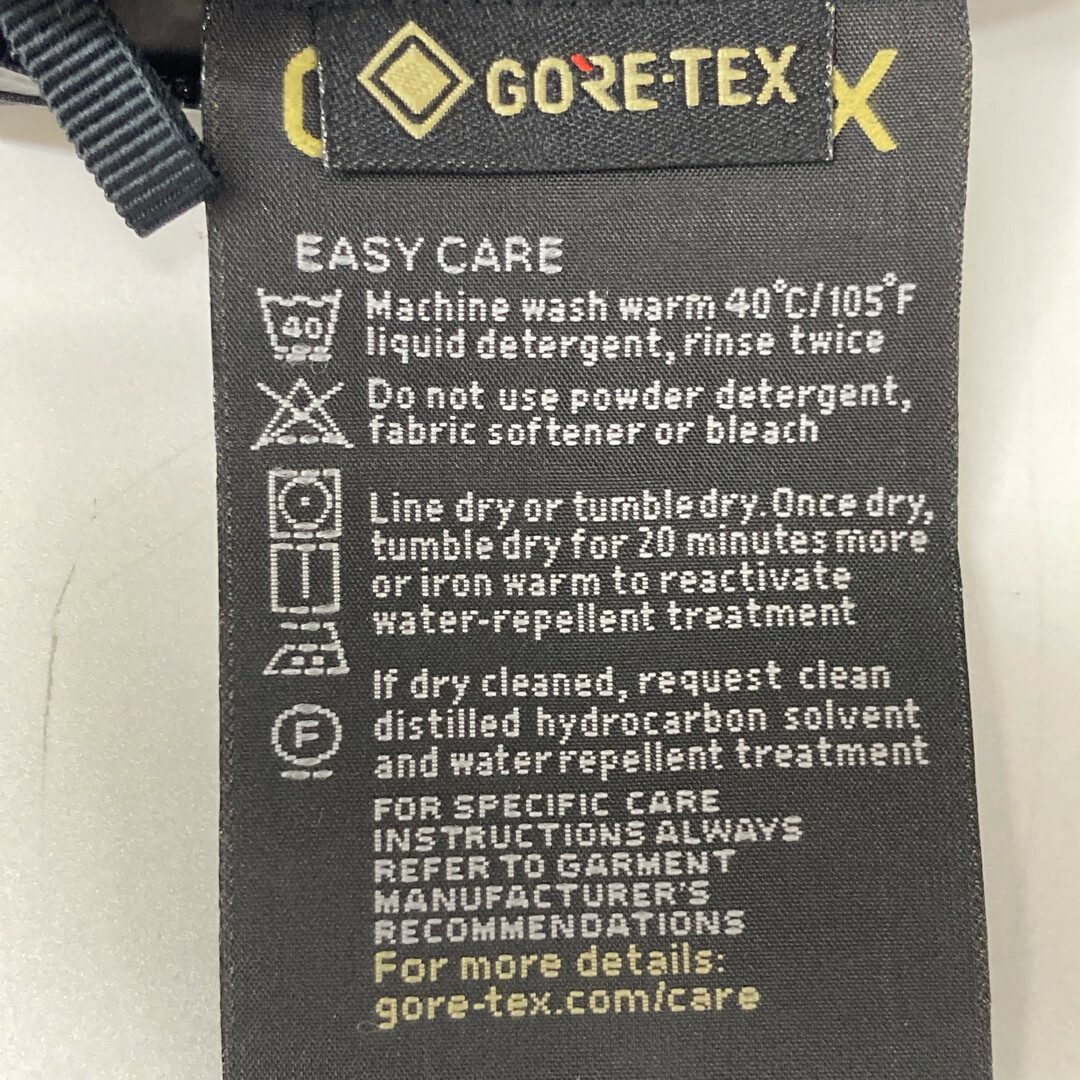 GORE-TEX
EASY CARE
40
Machine wash warm 40°C/105°F
liquid detergent, rinse twice
Do not use powder detergent,
fabric softener or bleach
Line dry or tumble dry. Once dry,
tumble dry for 20 minutes more
or iron warm to reactivate
water-repellent treatment
If dry cleaned, request clean
F
distilled hydrocarbon solvent
and water repellent treatment
FOR SPECIFIC CARE
INSTRUCTIONS ALWAYS
REFER TO GARMENT
MANUFACTURER'S
RECOMMENDATIONS
For more details:
gore-tex.com/care